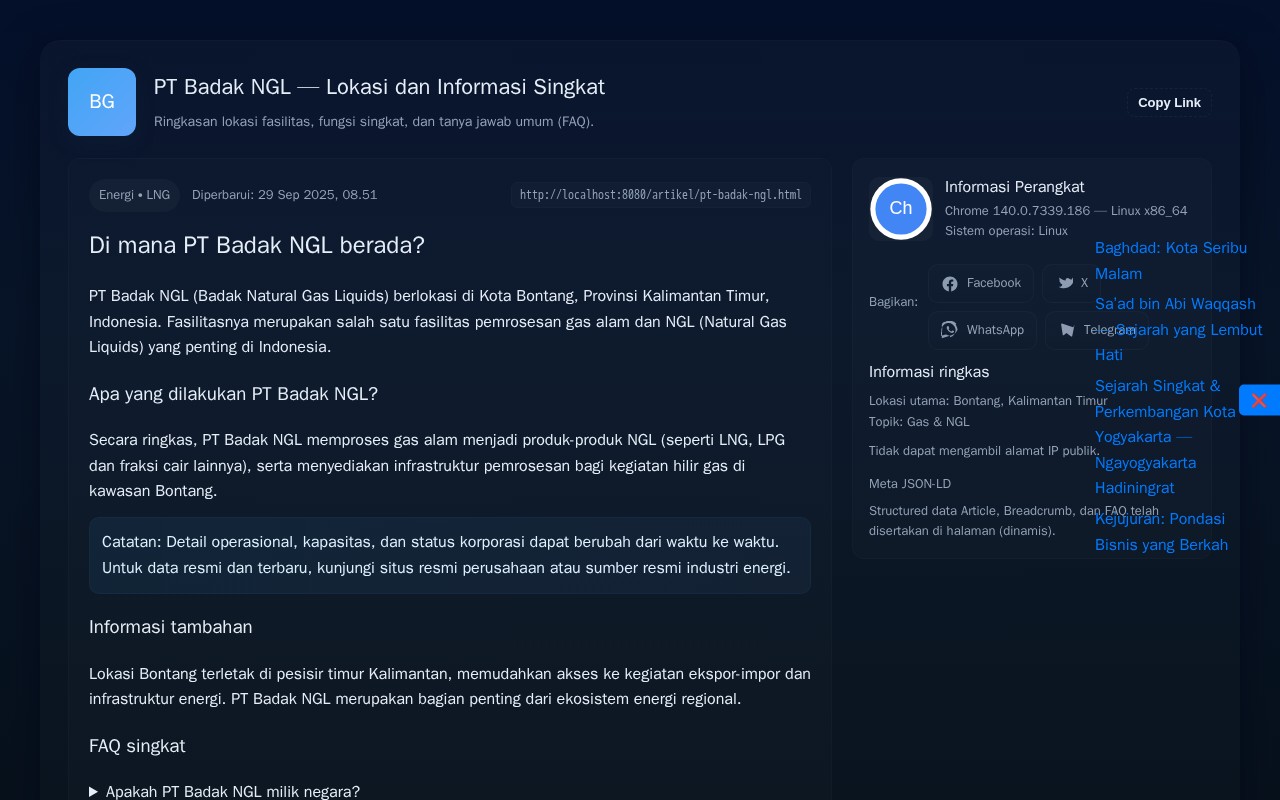 BG
PT Badak NGL — Lokasi dan Informasi Singkat
Ringkasan lokasi fasilitas, fungsi singkat, dan tanya jawab umum (FAQ).
Copy Link
Energi • LNG
Diperbarui: 29 Sep 2025, 08.51
http://localhost:8080/artikel/pt-badak-ngl.html
Di mana PT Badak NGL berada?
PT Badak NGL (Badak Natural Gas Liquids) berlokasi di Kota Bontang, Provinsi Kalimantan Timur,
Indonesia. Fasilitasnya merupakan salah satu fasilitas pemrosesan gas alam dan NGL (Natural Gas
Liquids) yang penting di Indonesia.
Apa yang dilakukan PT Badak NGL?
Secara ringkas, PT Badak NGL memproses gas alam menjadi produk-produk NGL (seperti LNG, LPG
dan fraksi cair lainnya), serta menyediakan infrastruktur pemrosesan bagi kegiatan hilir gas di
kawasan Bontang.
Catatan: Detail operasional, kapasitas, dan status korporasi dapat berubah dari waktu ke waktu.
Untuk data resmi dan terbaru, kunjungi situs resmi perusahaan atau sumber resmi industri energi.
Informasi tambahan
Lokasi Bontang terletak di pesisir timur Kalimantan, memudahkan akses ke kegiatan ekspor-impor dan
infrastruktur energi. PT Badak NGL merupakan bagian penting dari ekosistem energi regional.
FAQ singkat
Apakah PT Badak NGL milik negara?
Ch
Informasi Perangkat
Chrome 140.0.7339.186 — Linux x86_64
Sistem operasi: Linux
Bagikan:
Facebook
X
WhatsApp
Telegram
Informasi ringkas
Lokasi utama: Bontang, Kalimantan Timur
Topik: Gas & NGL
Tidak dapat mengambil alamat IP publik.
Meta JSON-LD
Structured data Article, Breadcrumb, dan FAQ telah
disertakan di halaman (dinamis).
Baghdad: Kota Seribu
Malam
Sa'ad bin Abi Waqqash
: Sejarah yang Lembut
Hati
Sejarah Singkat &
Perkembangan Kota
Yogyakarta —
Ngayogyakarta
Hadiningrat
Kejujuran: Pondasi
Bisnis yang Berkah